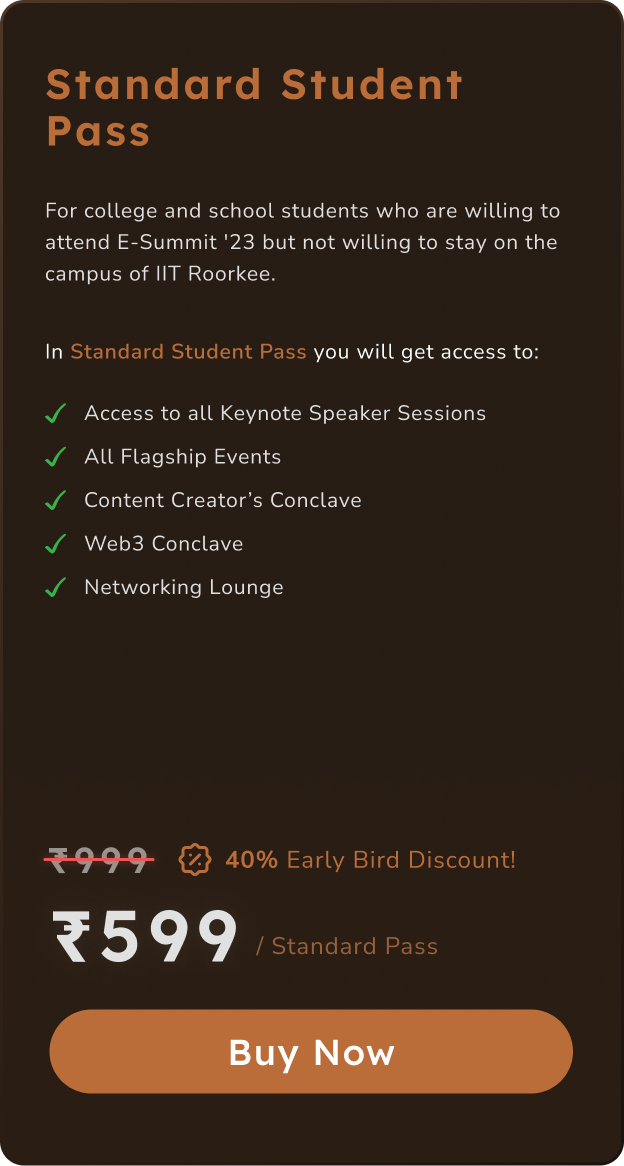 Standard Student
Pass
For college and school students who are willing to
attend E-Summit '23 but not willing to stay on the
campus of IIT Roorkee.
In Standard Student Pass you will get access to:
Access to all Keynote Speaker Sessions
All Flagship Events
Content Creator’s Conclave
Web3 Conclave
Networking Lounge
₹999 40% Early Bird Discount!
₹599 / Standard Pass
Buy Now